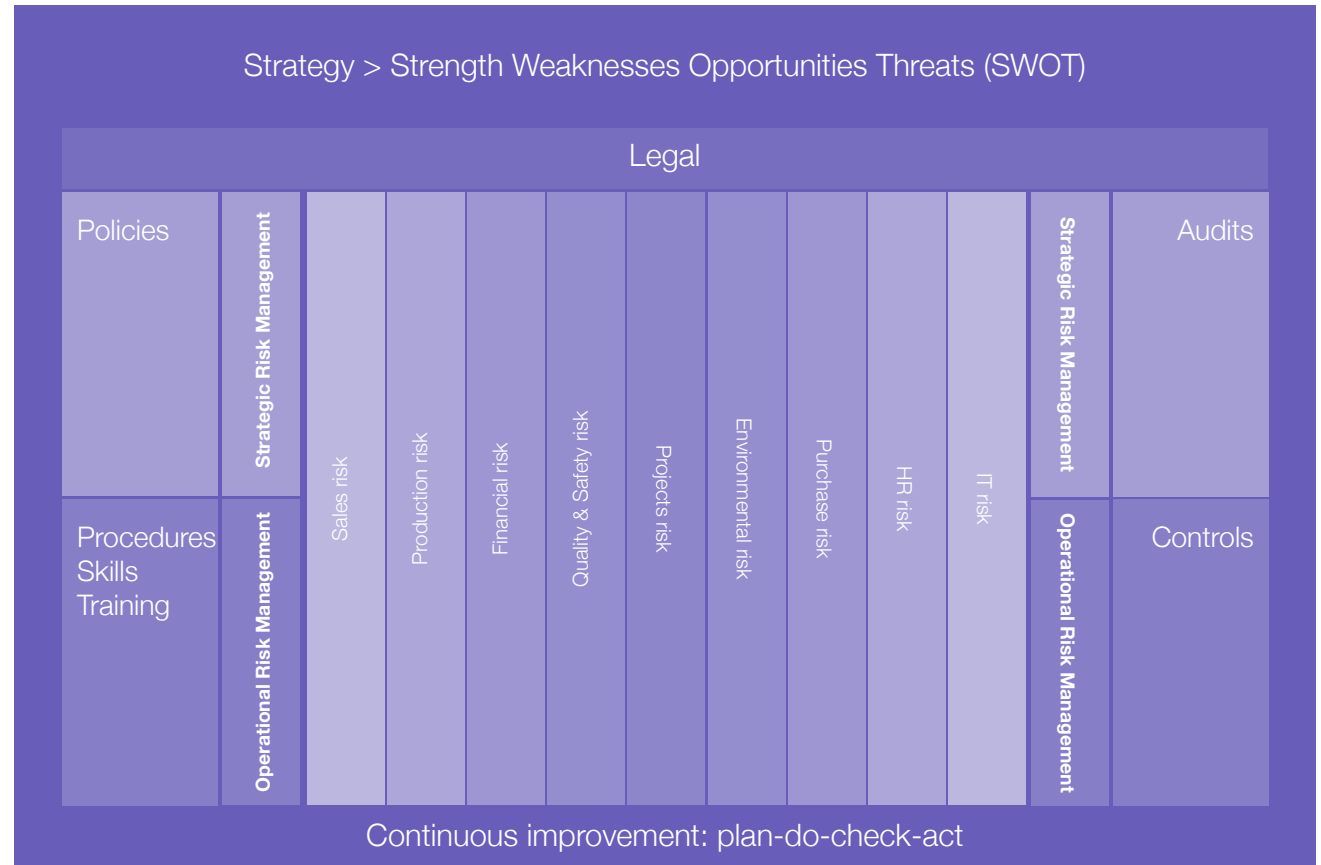 Strategy > Strength Weaknesses Opportunities Threats (SWOT)
Legal
Policies
Strategic Risk Management
Procedures
Skills
Training
Operational Risk Management
Sales risk
Production risk
Financial risk
Quality & Safety risk
Projects risk
Environmental risk
Purchase risk
HR risk
IT risk
Strategic Risk Management
Operational Risk Management
Audits
Controls
Continuous improvement: plan-do-check-act